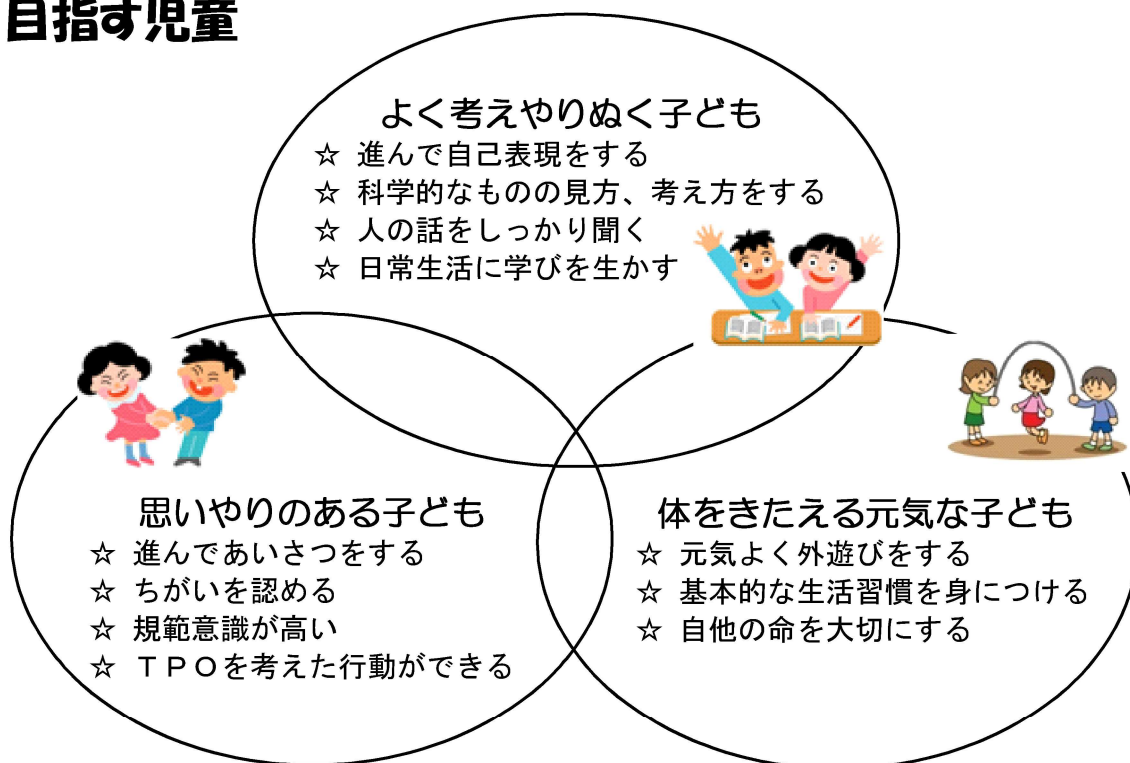 目指す児童
よく考えやりぬく子ども
☆ 進んで自己表現をする
☆ 科学的なものの見方、考え方をする
☆ 人の話をしっかり聞く
☆ 日常生活に学びを生かす
思いやりのある子ども
☆ 進んであいさつをする
☆ ちがいを認める
☆ 規範意識が高い
☆ ＴＰＯを考えた行動ができる
体をきたえる元気な子ども
☆ 元気よく外遊びをする
☆ 基本的な生活習慣を身につける
☆ 自他の命を大切にする